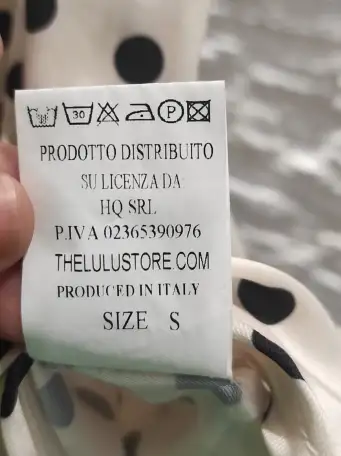 30 P
PRODOTTO DISTRIBUITO
SU LICENZA DA
HQ SRL
P.IVA 02365390976
THELULUSTORE.COM
PRODUCED IN ITALY
SIZE S